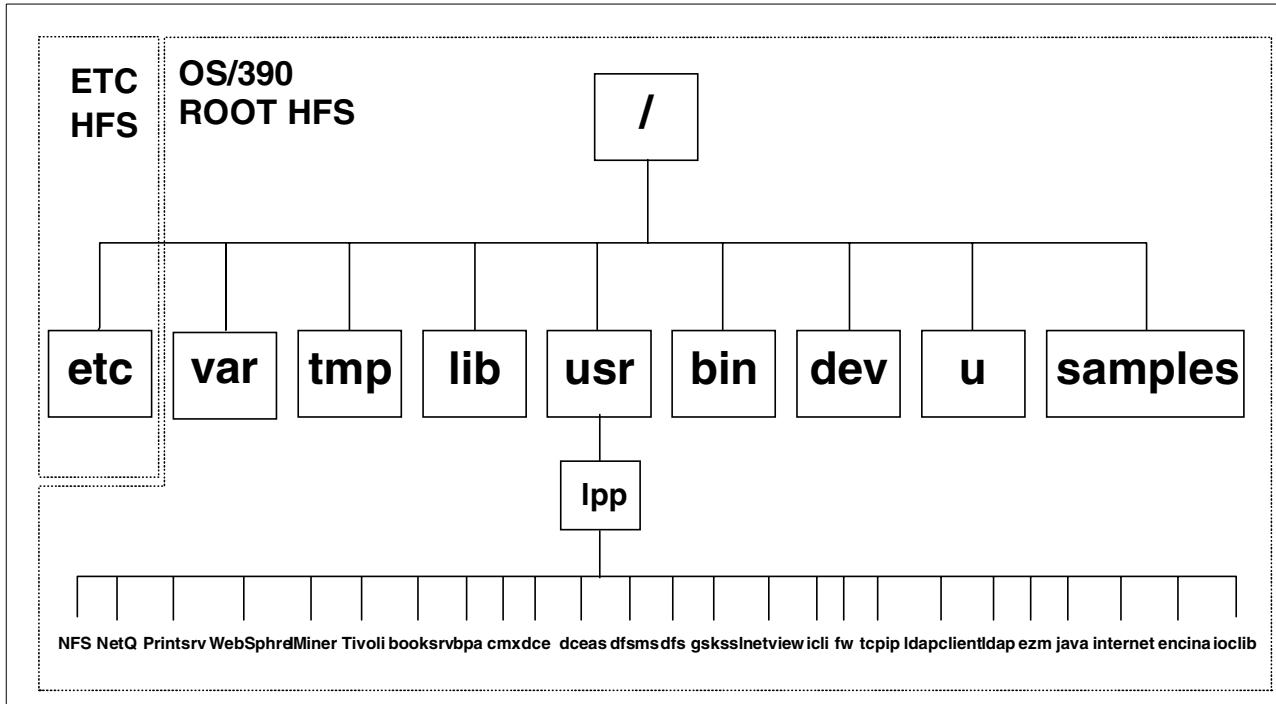 ETC
HFS
OS/390
ROOT HFS
/
etc
var
tmp
lib
usr
bin
dev
u
samples
lpp
NFS NetQ Printsrv WebSphre IMiner Tivoli booksrv bpa cmx dce dceas dfsms dfs gskssl netview icli fw tcpip ldapclient ldap ezm java internet encina ioclib